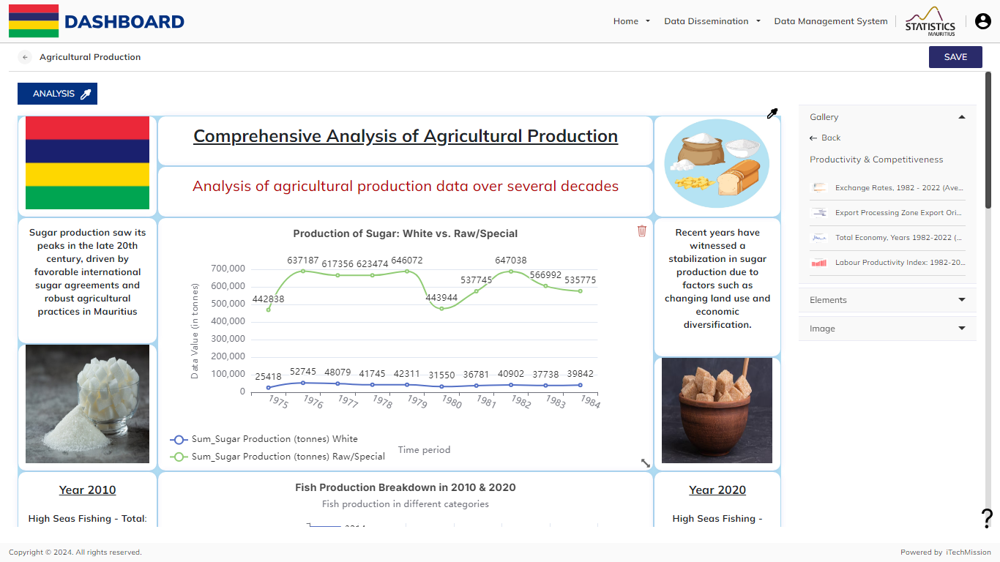 DASHBOARD
Home
Data Dissemination
Data Management System
STATISTICS
MAURITIUS
Agricultural Production
SAVE
ANALYSIS
Comprehensive Analysis of Agricultural Production
Analysis of agricultural production data over several decades
Sugar production saw its
peaks in the late 20th
century, driven by
favorable international
sugar agreements and
robust agricultural
practices in Mauritius
Production of Sugar: White vs. Raw/Special
Data Value (in tonnes)
700,000
600,000
500,000
400,000
300,000
200,000
100,000
0
442838
637187
617356
623474
646072
443944
537745
647038
566992
535775
25418
52745
48079
41745
42311
31550
36781
40902
37738
39842
1975
1976
1977
1978
1979
1980
1981
1982
1983
1984
Sum_Sugar Production (tonnes) White
Sum_Sugar Production (tonnes) Raw/Special
Time period
Recent years have
witnessed a
stabilization in sugar
production due to
factors such as
changing land use and
economic
diversification.
Year 2010
High Seas Fishing - Total:
Fish Production Breakdown in 2010 & 2020
Fish production in different categories
Year 2020
High Seas Fishing -
Gallery
Back
Productivity & Competitiveness
Exchange Rates, 1982 - 2022 (Ave...
Export Processing Zone Export Ori...
Total Economy, Years 1982-2022 (...
Labour Productivity Index: 1982-20...
Elements
Image
?
Copyright © 2024. All rights reserved.
Powered by iTechMission